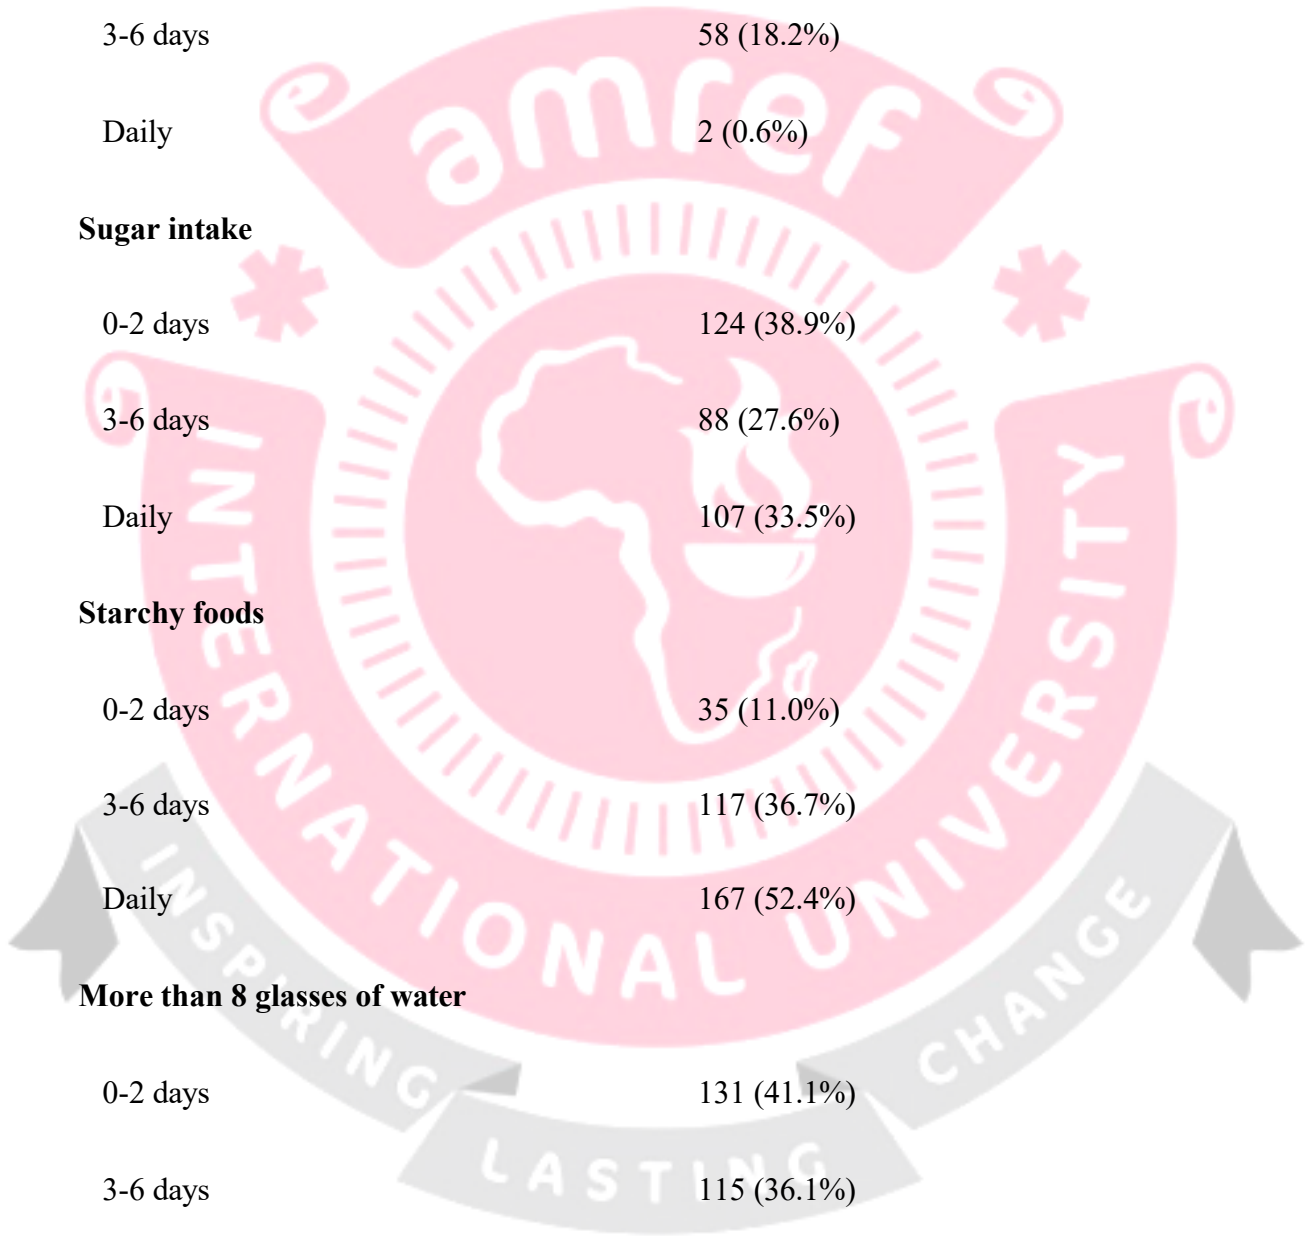 3-6 days 58 (18.2%)
Daily 2 (0.6%)
Sugar intake
0-2 days 124 (38.9%)
3-6 days 88 (27.6%)
Daily 107 (33.5%)
Starchy foods
0-2 days 35 (11.0%)
3-6 days 117 (36.7%)
Daily 167 (52.4%)
More than 8 glasses of water
0-2 days 131 (41.1%)
3-6 days 115 (36.1%)
amref
INTERNATIONAL UNIVERSITY
INSPIRING LASTING CHANGE